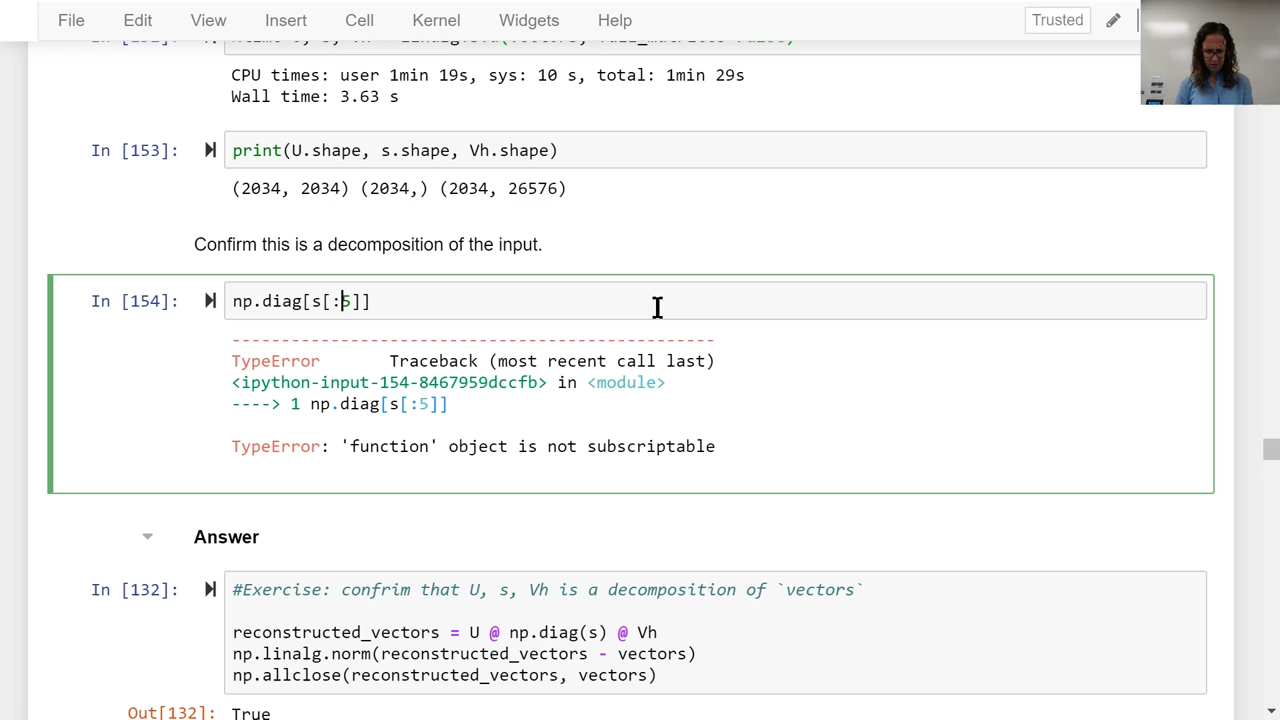 File Edit View Insert Cell Kernel Widgets Help Trusted
CPU times: user 1min 19s, sys: 10 s, total: 1min 29s
Wall time: 3.63 s
In [153]: print(U.shape, s.shape, Vh.shape)
(2034, 2034) (2034,) (2034, 26576)
Confirm this is a decomposition of the input.
In [154]: np.diag[s[:5]]
-------------------------------------------------
TypeError Traceback (most recent call last)
<ipython-input-154-8467959dccfb> in <module>
----> 1 np.diag[s[:5]]
TypeError: 'function' object is not subscriptable
Answer
In [132]: #Exercise: confrim that U, s, Vh is a decomposition of `vectors`
reconstructed_vectors = U @ np.diag(s) @ Vh
np.linalg.norm(reconstructed_vectors - vectors)
np.allclose(reconstructed_vectors, vectors)
Out[132]: True